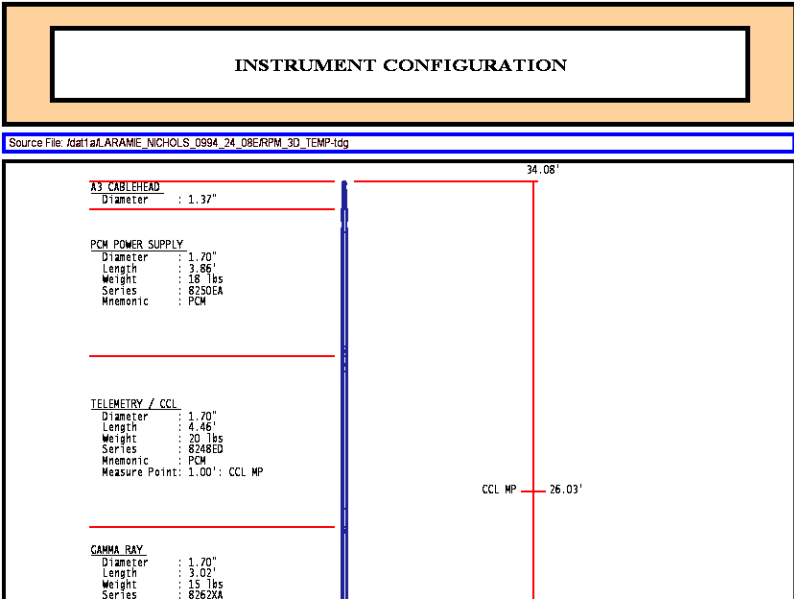 INSTRUMENT CONFIGURATION
Source File: /dat1a/LARAMIE_NICHOLS_0994_24_08E/RPM_3D_TEMP-tdg
34.08'
A3 CABLEHEAD
Diameter : 1.37"
PCM POWER SUPPLY
Diameter : 1.70"
Length : 3.86'
Weight : 18 lbs
Series : 8250EA
Mnemonic : PCM
TELEMETRY / CCL
Diameter : 1.70"
Length : 4.46'
Weight : 20 lbs
Series : 8248ED
Mnemonic : PCM
Measure Point: 1.00': CCL MP
CCL MP 26.03'
GAMMA RAY
Diameter : 1.70"
Length : 3.02'
Weight : 15 lbs
Series : 8262XA